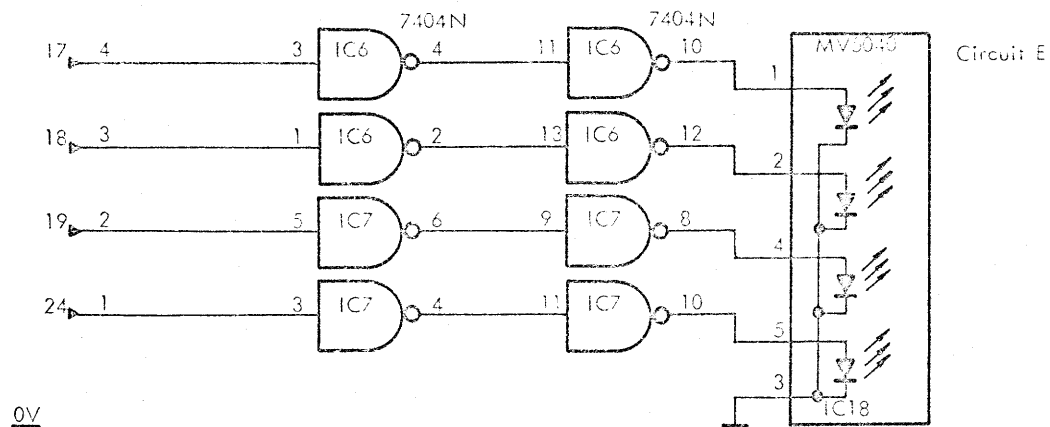 7404N 7404N
17 4 3 IC6 4 11 IC6 10 MV5040 Circuit E
1
18 3 1 IC6 2 13 IC6 12
2
19 2 5 IC7 6 9 IC7 8
4
24 1 3 IC7 4 11 IC7 10
5
3
0V IC18